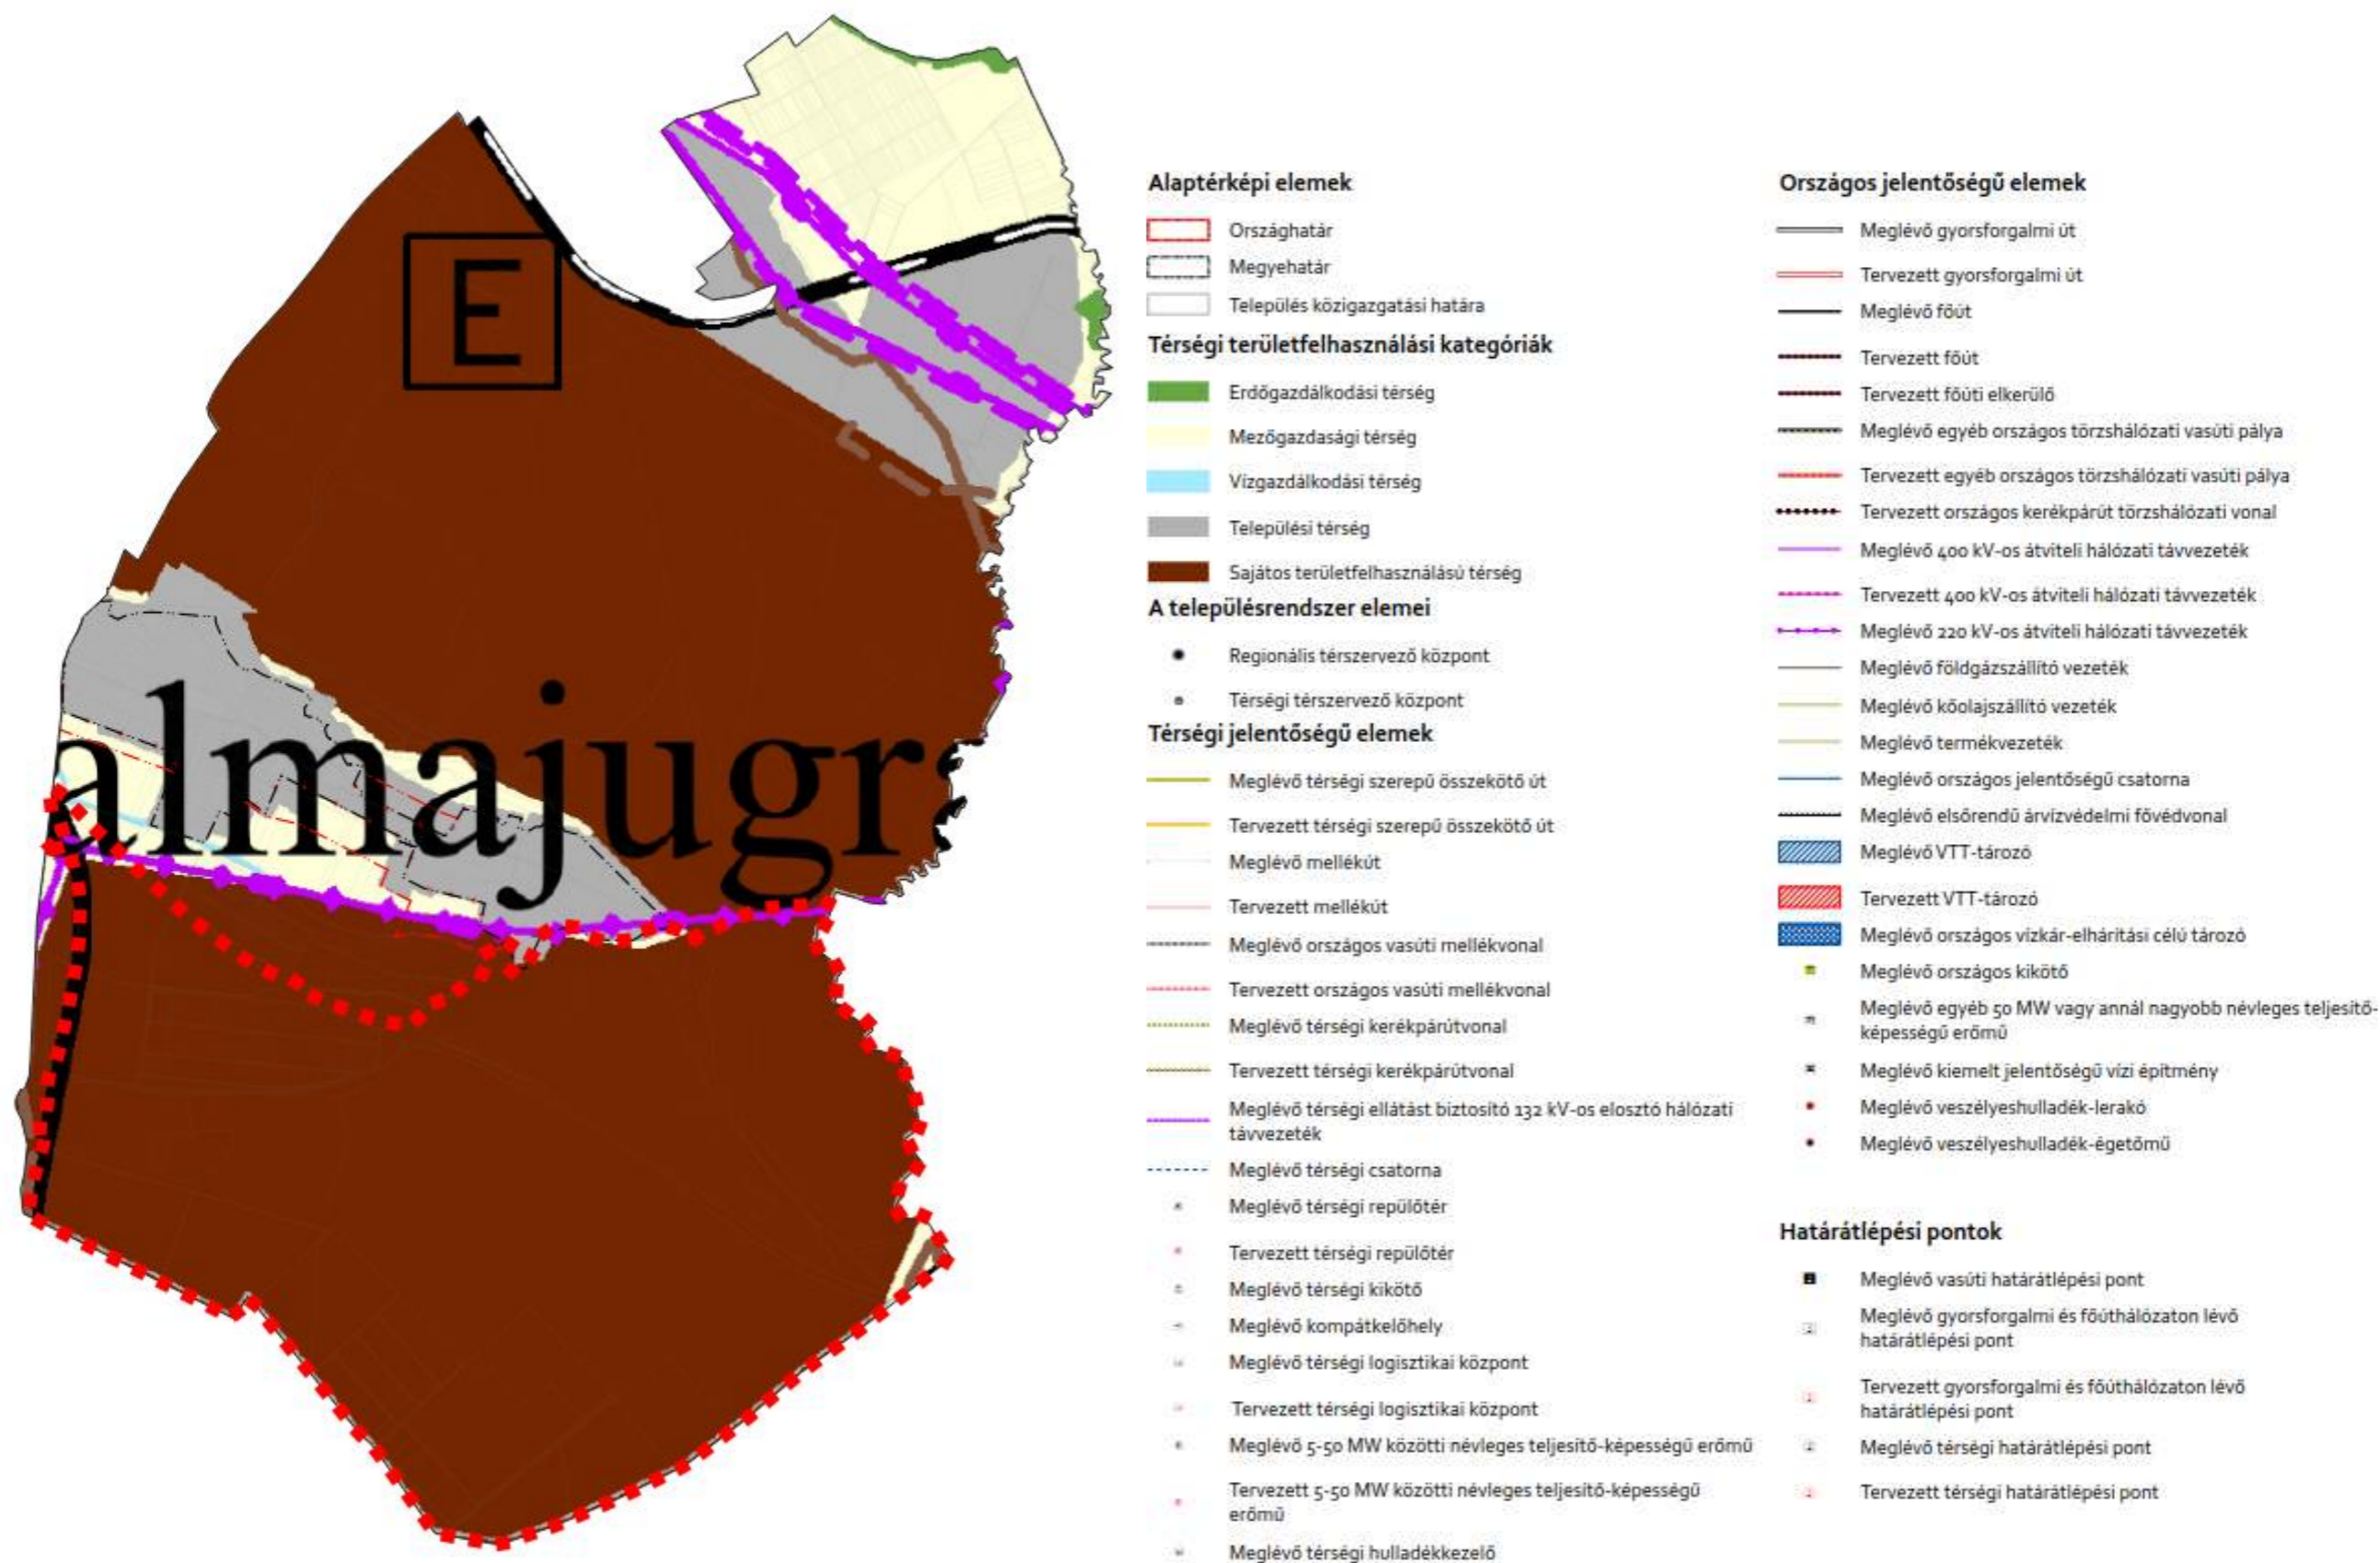 E
almajugr
Alaptérképi elemek
Országhatár
Megyehatár
Település közigazgatási határa
Térségi területfelhasználási kategóriák
Erdőgazdálkodási térség
Mezőgazdasági térség
Vízgazdálkodási térség
Települési térség
Sajátos területfelhasználású térség
A településrendszer elemei
Regionális térszervező központ
Térségi térszervező központ
Térségi jelentőségű elemek
Meglévő térségi szerepű összekötő út
Tervezett térségi szerepű összekötő út
Meglévő mellékút
Tervezett mellékút
Meglévő országos vasúti mellékvonal
Tervezett országos vasúti mellékvonal
Meglévő térségi kerékpárútvonal
Tervezett térségi kerékpárútvonal
Meglévő térségi ellátást biztosító 132 kV-os elosztó hálózati
távvezeték
Meglévő térségi csatorna
Meglévő térségi repülőtér
Tervezett térségi repülőtér
Meglévő térségi kikötő
Meglévő kompátkelőhely
Meglévő térségi logisztikai központ
Tervezett térségi logisztikai központ
Meglévő 5-50 MW közötti névleges teljesítő-képességű erőmű
Tervezett 5-50 MW közötti névleges teljesítő-képességű
erőmű
Meglévő térségi hulladékkezelő
Országos jelentőségű elemek
Meglévő gyorsforgalmi út
Tervezett gyorsforgalmi út
Meglévő főút
Tervezett főút
Tervezett főúti elkerülő
Meglévő egyéb országos törzshálózati vasúti pálya
Tervezett egyéb országos törzshálózati vasúti pálya
Tervezett országos kerékpárút törzshálózati vonal
Meglévő 400 kV-os átviteli hálózati távvezeték
Tervezett 400 kV-os átviteli hálózati távvezeték
Meglévő 220 kV-os átviteli hálózati távvezeték
Meglévő földgázszállító vezeték
Meglévő kőolajszállító vezeték
Meglévő termékvezeték
Meglévő országos jelentőségű csatorna
Meglévő elsőrendű árvízvédelmi fővédvonal
Meglévő VTT-tározó
Tervezett VTT-tározó
Meglévő országos vízkár-elhárítási célú tározó
Meglévő országos kikötő
Meglévő egyéb 50 MW vagy annál nagyobb névleges teljesítő-
képességű erőmű
Meglévő kiemelt jelentőségű vízi építmény
Meglévő veszélyeshulladék-lerakó
Meglévő veszélyeshulladék-égetőmű
Határátlépési pontok
Meglévő vasúti határátlépési pont
Meglévő gyorsforgalmi és főúthálózaton lévő
határátlépési pont
Tervezett gyorsforgalmi és főúthálózaton lévő
határátlépési pont
Meglévő térségi határátlépési pont
Tervezett térségi határátlépési pont